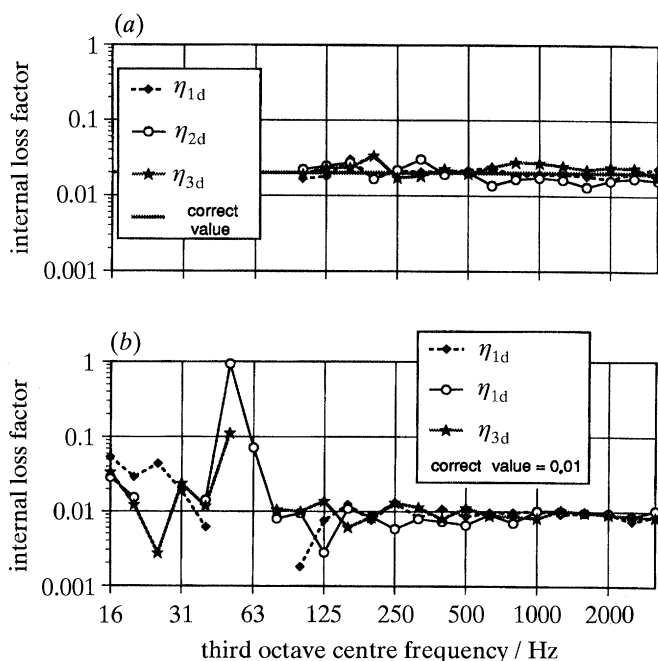 (a)
internal loss factor
1
0.1
0.01
0.001
η1d
η2d
η3d
correct
value
(b)
internal loss factor
1
0.1
0.01
0.001
η1d
η1d
η3d
correct value = 0,01
16 31 63 125 250 500 1000 2000
third octave centre frequency / Hz